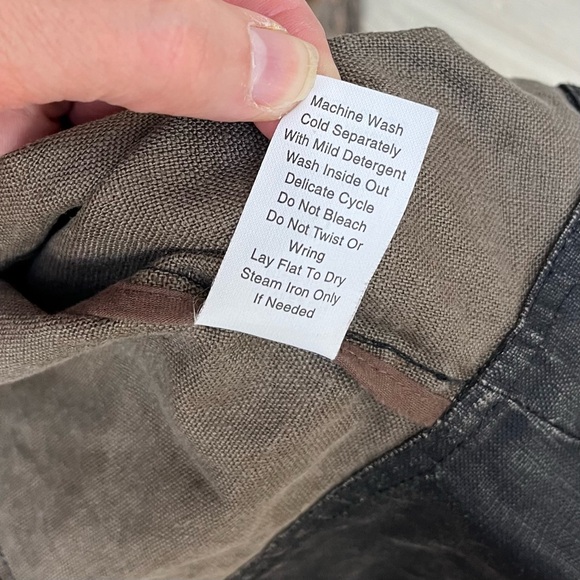 Machine Wash
Cold Separately
With Mild Detergent
Wash Inside Out
Delicate Cycle
Do Not Bleach
Do Not Twist Or
Wring
Lay Flat To Dry
Steam Iron Only
If Needed